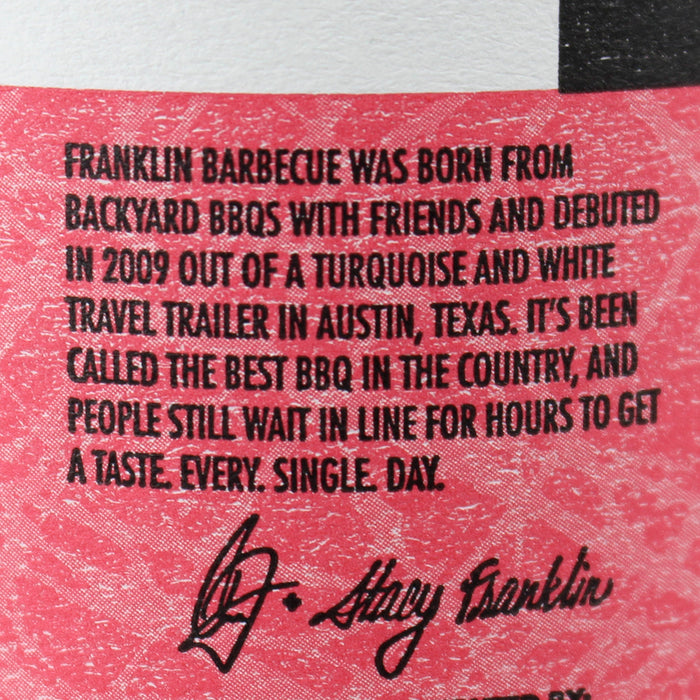 FRANKLIN BARBECUE WAS BORN FROM
BACKYARD BBQS WITH FRIENDS AND DEBUTED
IN 2009 OUT OF A TURQUOISE AND WHITE
TRAVEL TRAILER IN AUSTIN, TEXAS. IT'S BEEN
CALLED THE BEST BBQ IN THE COUNTRY, AND
PEOPLE STILL WAIT IN LINE FOR HOURS TO GET
A TASTE. EVERY. SINGLE. DAY.
+ Stacy Franklin
BY: